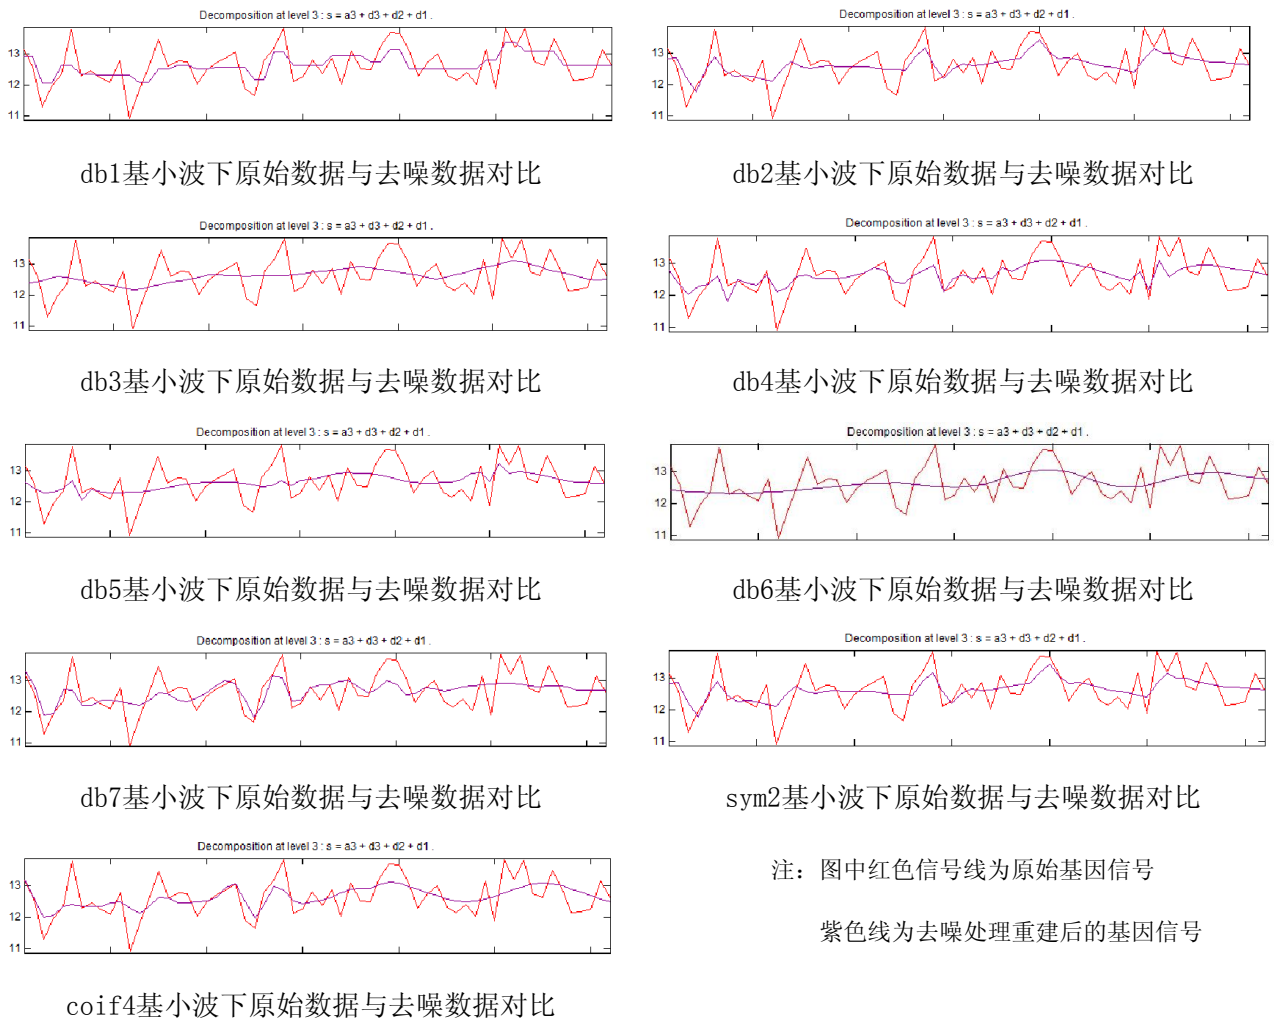 Decomposition at level 3 : s = a3 + d3 + d2 + d1 .
13
12
11
db1基小波下原始数据与去噪数据对比
Decomposition at level 3 : s = a3 + d3 + d2 + d1 .
13
12
11
db2基小波下原始数据与去噪数据对比
Decomposition at level 3 : s = a3 + d3 + d2 + d1 .
13
12
11
db3基小波下原始数据与去噪数据对比
Decomposition at level 3 : s = a3 + d3 + d2 + d1 .
13
12
11
db4基小波下原始数据与去噪数据对比
Decomposition at level 3 : s = a3 + d3 + d2 + d1 .
13
12
11
db5基小波下原始数据与去噪数据对比
Decomposition at level 3 : s = a3 + d3 + d2 + d1 .
13
12
11
db6基小波下原始数据与去噪数据对比
Decomposition at level 3 : s = a3 + d3 + d2 + d1 .
13
12
11
db7基小波下原始数据与去噪数据对比
Decomposition at level 3 : s = a3 + d3 + d2 + d1 .
13
12
11
sym2基小波下原始数据与去噪数据对比
Decomposition at level 3 : s = a3 + d3 + d2 + d1 .
13
12
11
coif4基小波下原始数据与去噪数据对比
注：图中红色信号线为原始基因信号
紫色线为去噪处理重建后的基因信号